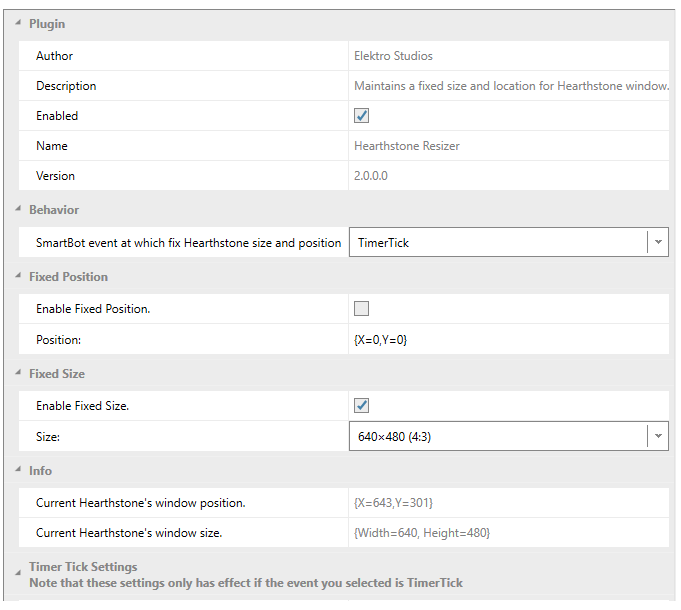 Plugin
Author Elektro Studios
Description Maintains a fixed size and location for Hearthstone window.
Enabled
Name Hearthstone Resizer
Version 2.0.0.0
Behavior
SmartBot event at which fix Hearthstone size and position TimerTick
Fixed Position
Enable Fixed Position.
Position: {X=0,Y=0}
Fixed Size
Enable Fixed Size.
Size: 640×480 (4:3)
Info
Current Hearthstone's window position. {X=643,Y=301}
Current Hearthstone's window size. {Width=640, Height=480}
Timer Tick Settings
Note that these settings only has effect if the event you selected is TimerTick